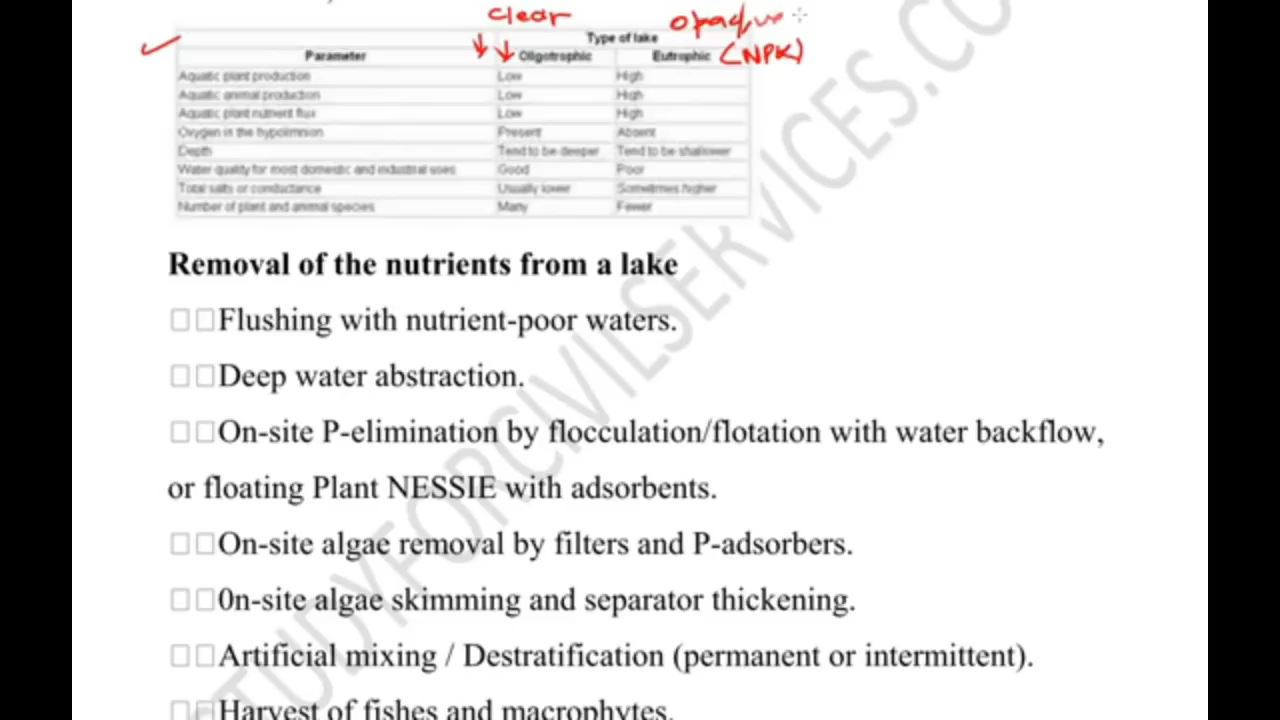 clear opaque
Type of lake
Parameter Oligotrophic Eutrophic (NPK)
Aquatic plant production Low High
Aquatic animal production Low High
Aquatic plant nutrient flux Low High
Oxygen in the hypolimnion Present Absent
Depth Tend to be deeper Tend to be shallower
Water quality for most domestic and industrial uses Good Poor
Total salts or conductance Usually lower Sometimes higher
Number of plant and animal species Many Fewer
Removal of the nutrients from a lake
Flushing with nutrient-poor waters.
Deep water abstraction.
On-site P-elimination by flocculation/flotation with water backflow,
or floating Plant NESSIE with adsorbents.
On-site algae removal by filters and P-adsorbers.
0n-site algae skimming and separator thickening.
Artificial mixing / Destratification (permanent or intermittent).
Harvest of fishes and macrophytes.
STUDYFORCIVILSERVICES.CO